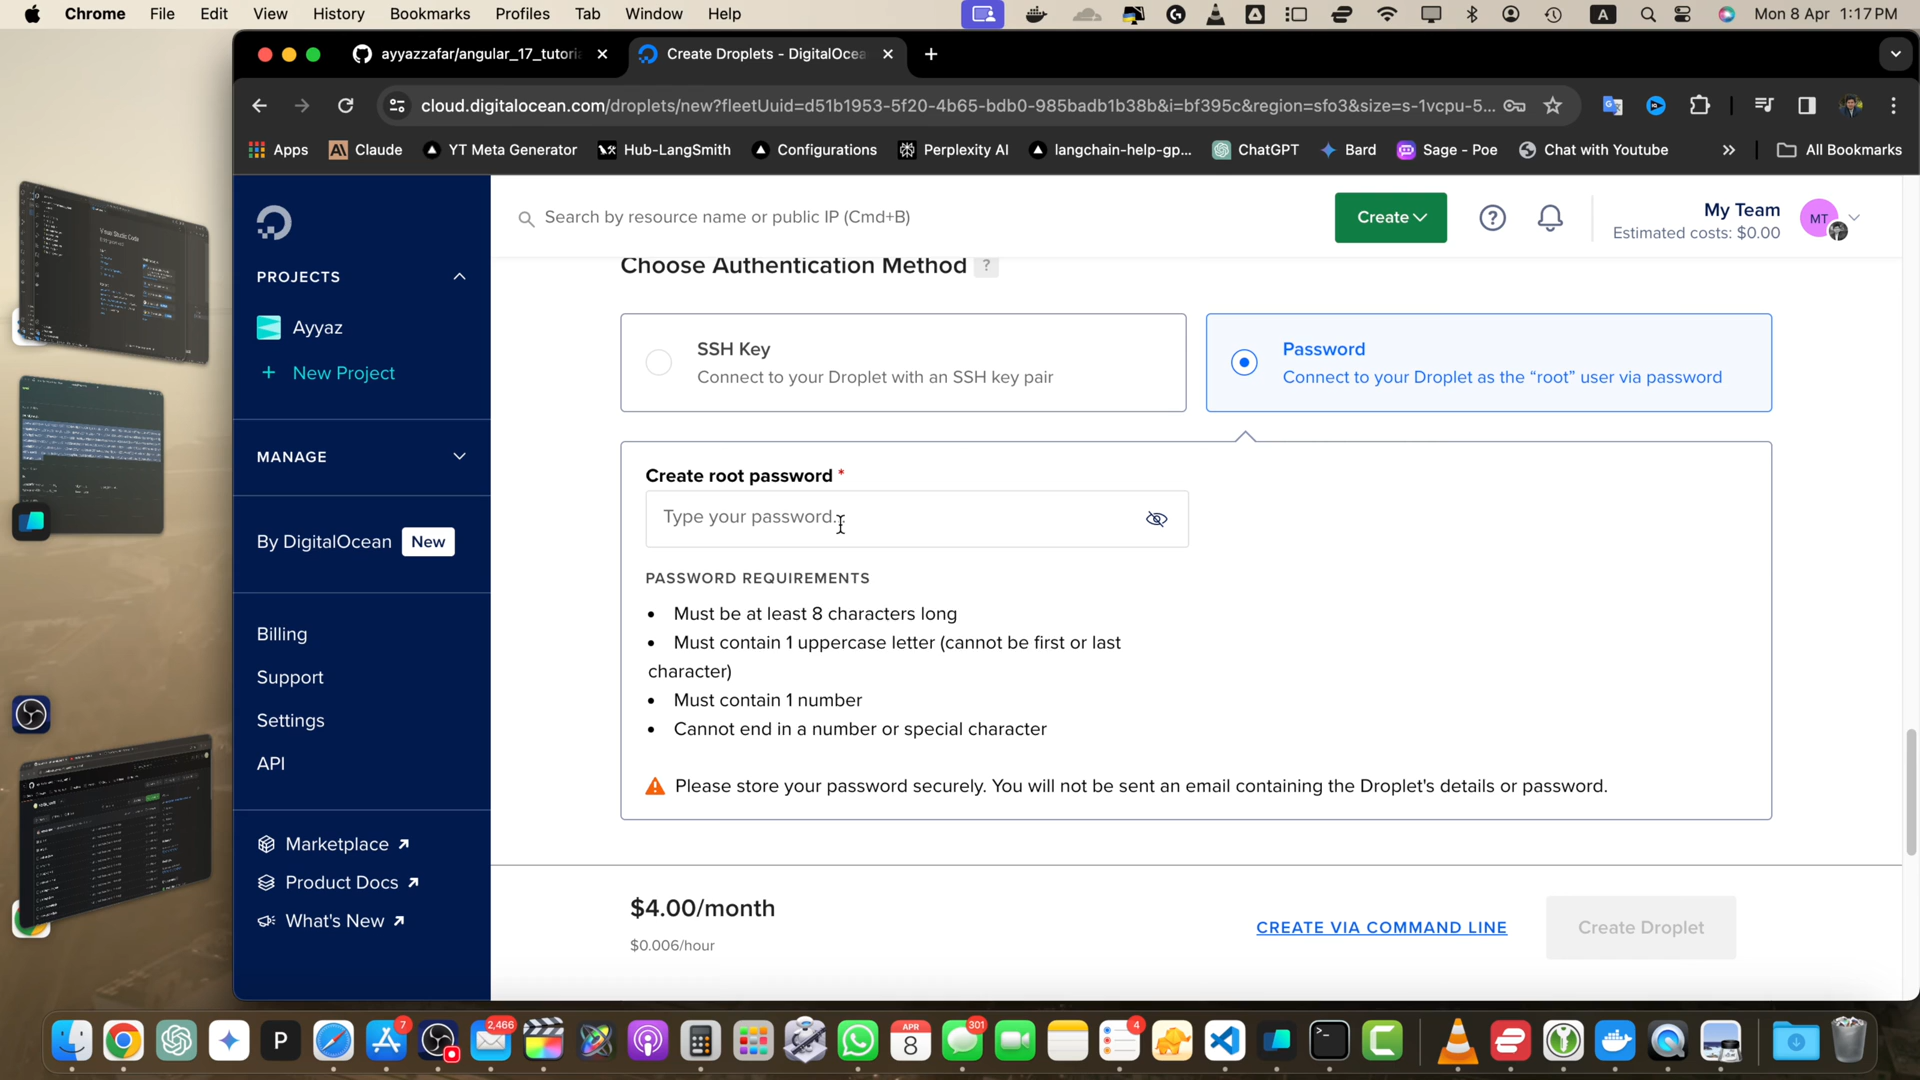 Chrome File Edit View History Bookmarks Profiles Tab Window Help A Mon 8 Apr 1:17 PM
ayyazzafar/angular_17_tutori Create Droplets - DigitalOcea
cloud.digitalocean.com/droplets/new?fleetUuid=d51b1953-5f20-4b65-bdb0-985badb1b38b&i=bf395c&region=sfo3&size=s-1vcpu-5...
Apps Claude YT Meta Generator Hub-LangSmith Configurations Perplexity AI langchain-help-gp... ChatGPT Bard Sage - Poe Chat with Youtube » All Bookmarks
Search by resource name or public IP (Cmd+B) Create ? My Team MT
Estimated costs: $0.00
PROJECTS
Ayyaz
+ New Project
MANAGE
By DigitalOcean New
Billing
Support
Settings
API
Marketplace
Product Docs
What's New
Choose Authentication Method ?
SSH Key
Connect to your Droplet with an SSH key pair
Password
Connect to your Droplet as the “root” user via password
Create root password *
Type your password.
PASSWORD REQUIREMENTS
• Must be at least 8 characters long
• Must contain 1 uppercase letter (cannot be first or last
character)
• Must contain 1 number
• Cannot end in a number or special character
Please store your password securely. You will not be sent an email containing the Droplet's details or password.
$4.00/month
$0.006/hour
CREATE VIA COMMAND LINE
Create Droplet
7 2,466 APR 8 301 4